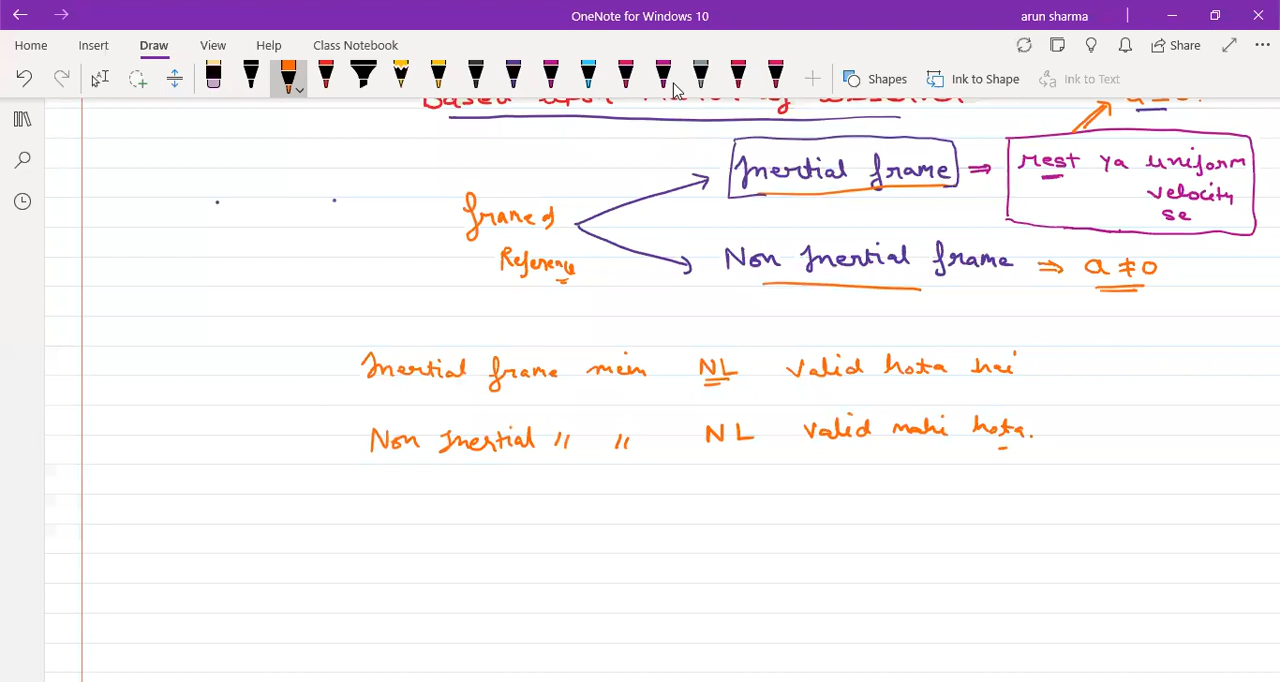 OneNote for Windows 10
arun sharma
Home Insert Draw View Help Class Notebook
Share
Shapes
Ink to Shape
Ink to Text
Based
Inertial frame ⇒ rest ya uniform
velocity
se
frame of
Reference
Non Inertial frame ⇒ a ≠ 0
Inertial frame mein NL valid hota hai
Non Inertial " " NL valid nahi hota.